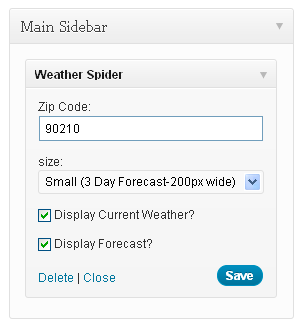 Main Sidebar
Weather Spider
Zip Code:
90210
size:
Small (3 Day Forecast-200px wide)
Display Current Weather?
Display Forecast?
Delete | Close
Save